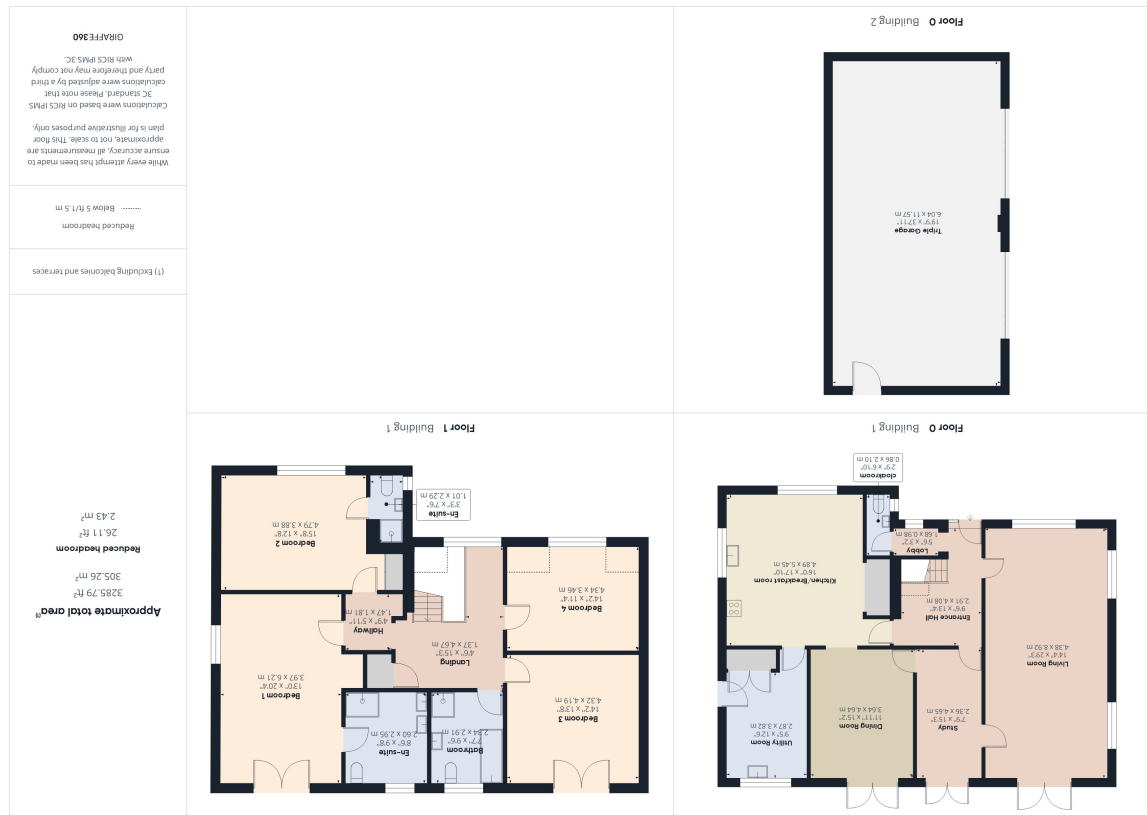 Living Room
14'4" x 29'3"
4.38 x 8.92 m
Study
7'9" x 15'3"
2.36 x 4.65 m
Dining Room
11'11" x 15'2"
3.64 x 4.64 m
Utility Room
9'5" x 12'6"
2.87 x 3.82 m
Entrance Hall
9'6" x 13'4"
2.91 x 4.08 m
Kitchen/Breakfast room
16'0" x 17'10"
4.89 x 5.45 m
Lobby
5'6" x 3'2"
1.68 x 0.98 m
cloakroom
2'9" x 6'10"
0.86 x 2.10 m
Floor 0 Building 1
Bedroom 3
14'2" x 13'8"
4.32 x 4.19 m
Bathroom
7'7" x 9'6"
2.34 x 2.91 m
En-suite
8'6" x 9'8"
2.60 x 2.95 m
Bedroom 1
13'0" x 20'4"
3.97 x 6.21 m
Landing
4'6" x 15'3"
1.37 x 4.67 m
Hallway
4'9" x 5'11"
1.47 x 1.81 m
Bedroom 4
14'2" x 11'4"
4.34 x 3.46 m
Bedroom 2
15'8" x 12'8"
4.79 x 3.88 m
En-suite
3'3" x 7'6"
1.01 x 2.29 m
Floor 1 Building 1
Triple Garage
19'9" x 37'11"
6.04 x 11.57 m
Floor 0 Building 2
Approximate total area(1)
3285.79 ft²
305.26 m²
Reduced headroom
26.11 ft²
2.43 m²
(1) Excluding balconies and terraces
Reduced headroom
Below 5 ft/1.5 m
While every attempt has been made to
ensure accuracy, all measurements are
approximate, not to scale. This floor
plan is for illustrative purposes only.
Calculations were based on RICS IPMS
3C standard. Please note that
calculations were adjusted by a third
party and therefore may not comply
with RICS IPMS 3C.
GIRAFFE360